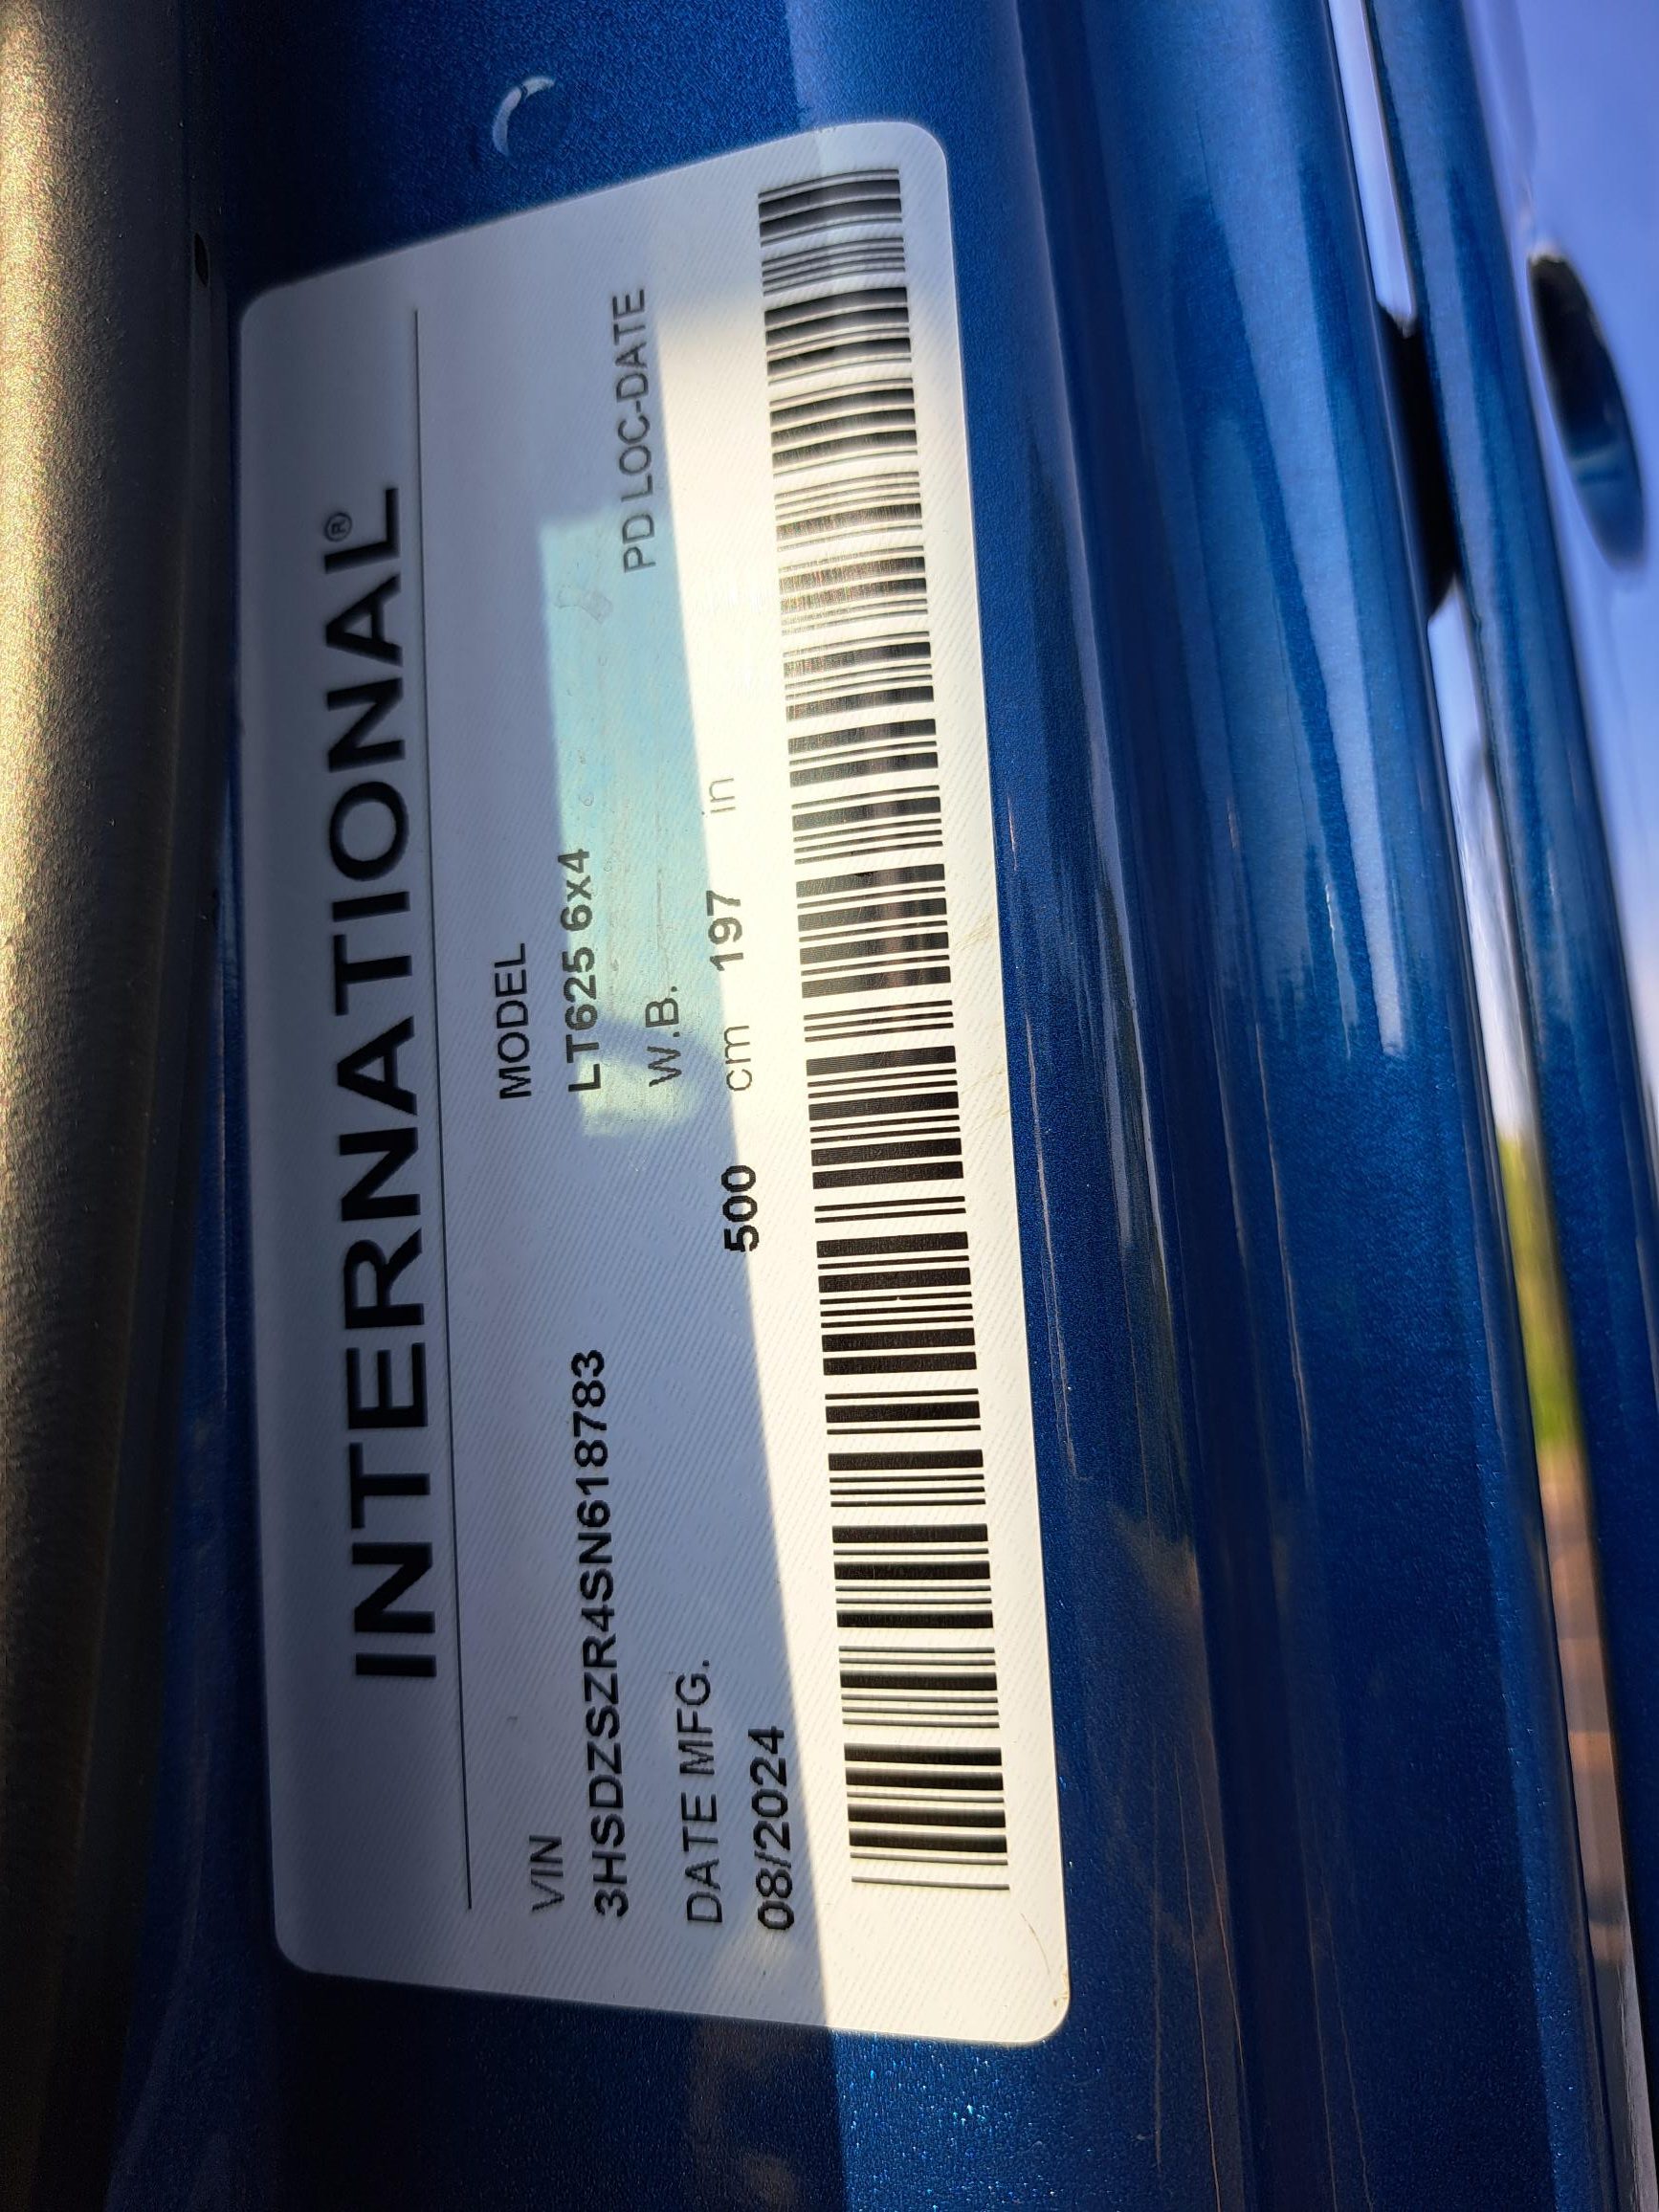 INTERNATIONAL®
VIN
3HSDZSZR4SN618783
MODEL
LT625 6x4
DATE MFG.
08/2024
W.B.
500 cm 197 in
PD LOC-DATE